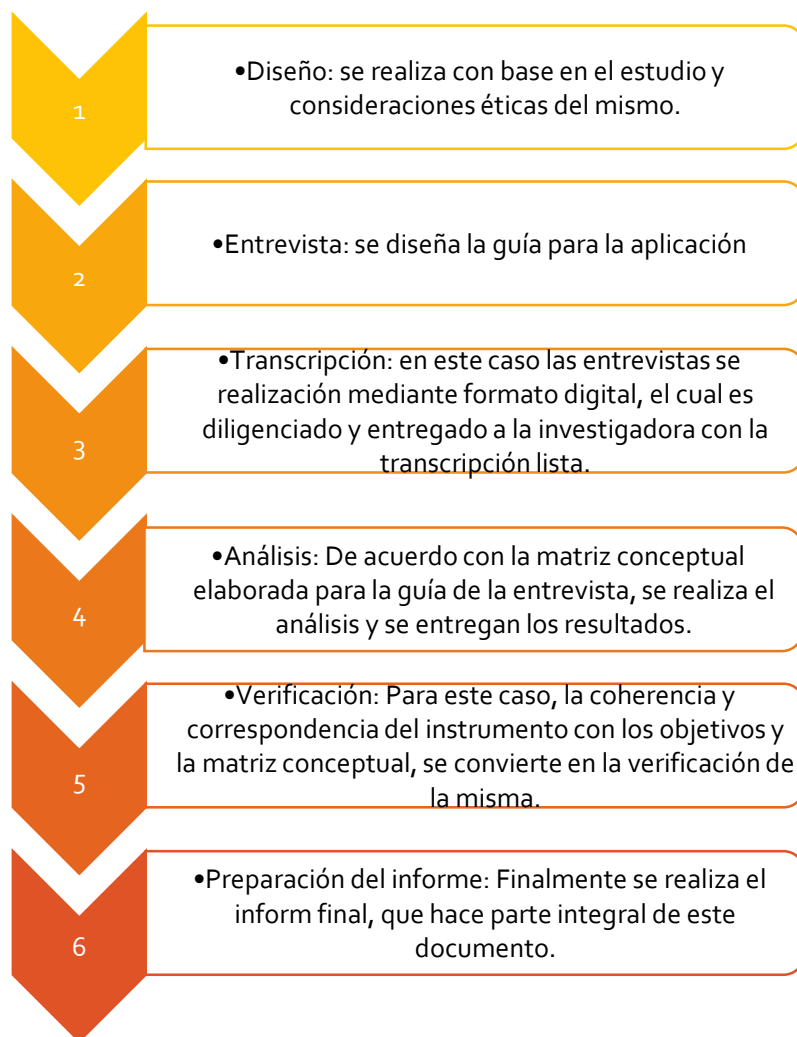 1
•Diseño: se realiza con base en el estudio y
consideraciones éticas del mismo.
2
•Entrevista: se diseña la guía para la aplicación
3
•Transcripción: en este caso las entrevistas se
realización mediante formato digital, el cual es
diligenciado y entregado a la investigadora con la
transcripción lista.
4
•Análisis: De acuerdo con la matriz conceptual
elaborada para la guía de la entrevista, se realiza el
análisis y se entregan los resultados.
5
•Verificación: Para este caso, la coherencia y
correspondencia del instrumento con los objetivos y
la matriz conceptual, se convierte en la verificación de
la misma.
6
•Preparación del informe: Finalmente se realiza el
inform final, que hace parte integral de este
documento.